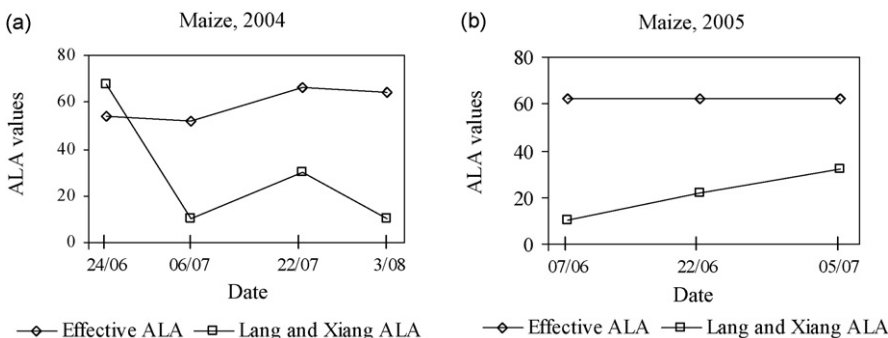 (a)
Maize, 2004
ALA values
80
60
40
20
0
24/06 06/07 22/07 3/08
Date
Effective ALA Lang and Xiang ALA
(b)
Maize, 2005
ALA values
80
60
40
20
0
07/06 22/06 05/07
Date
Effective ALA Lang and Xiang ALA